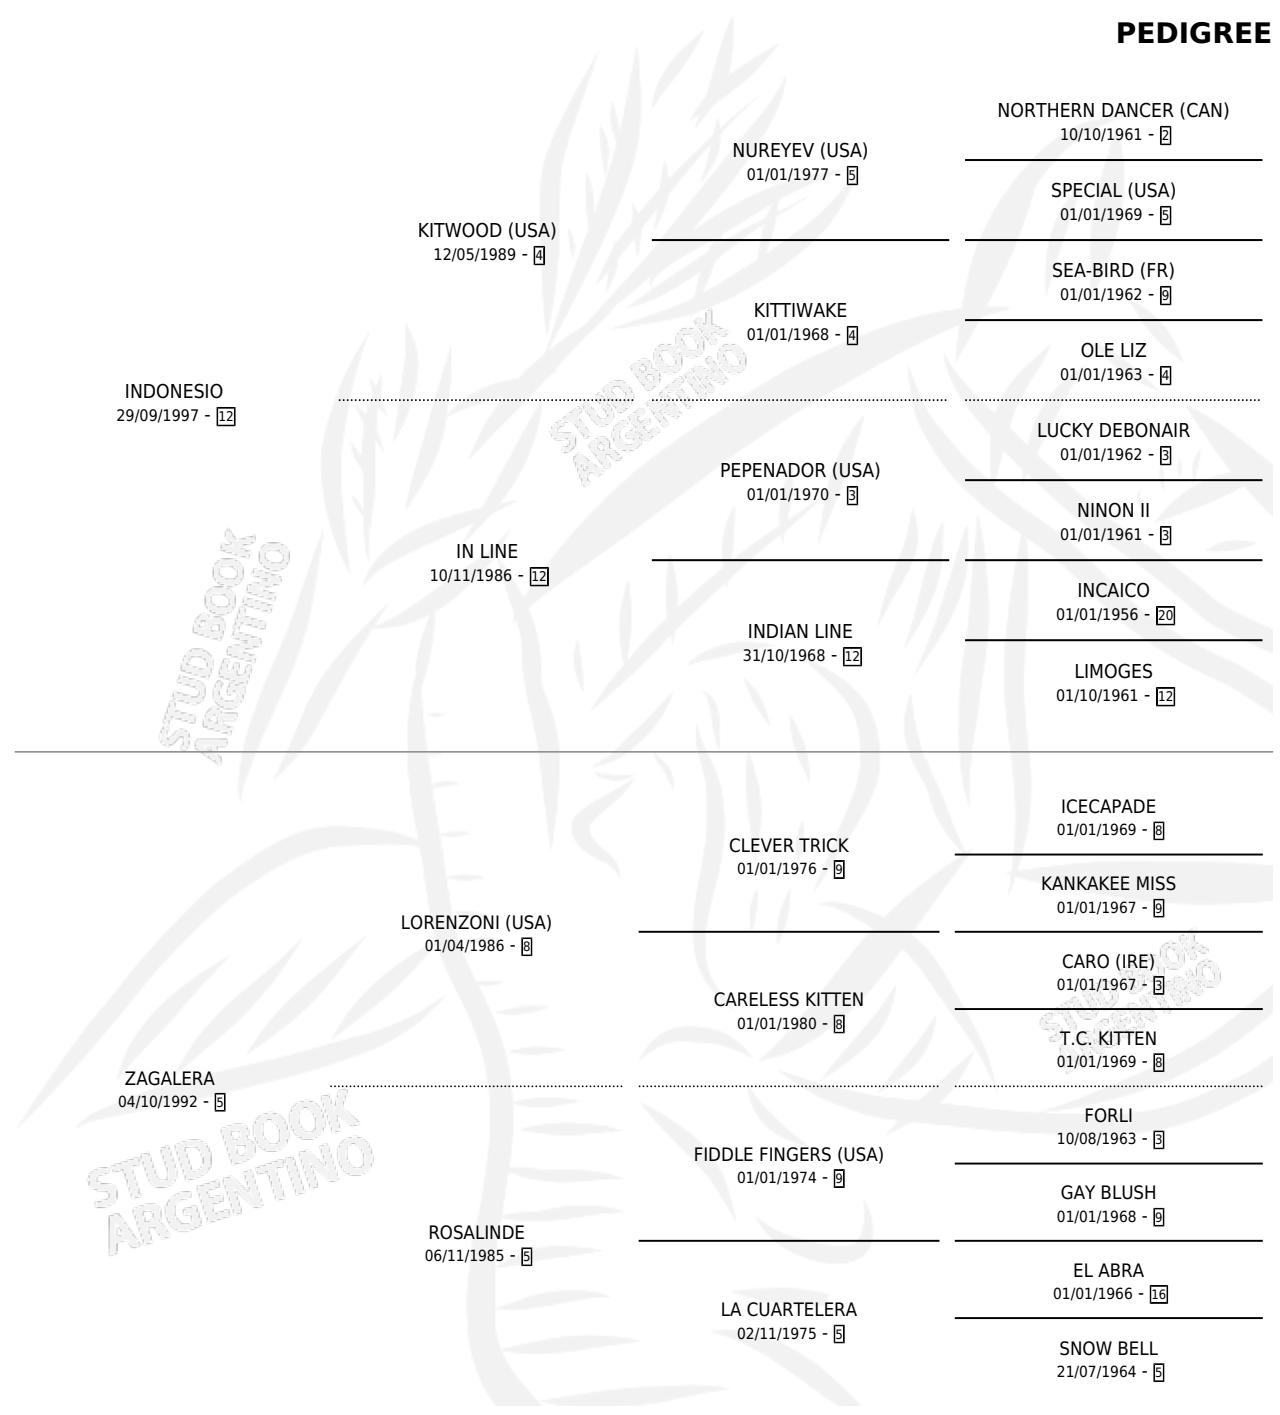 PEDIGREE
NORTHERN DANCER (CAN)
10/10/1961 - 2
NUREYEV (USA)
01/01/1977 - 5
SPECIAL (USA)
01/01/1969 - 5
KITWOOD (USA)
12/05/1989 - 4
SEA-BIRD (FR)
01/01/1962 - 9
KITTIWAKE
01/01/1968 - 4
OLE LIZ
01/01/1963 - 4
INDONESIO
29/09/1997 - 12
LUCKY DEBONAIR
01/01/1962 - 3
PEPENADOR (USA)
01/01/1970 - 3
NINON II
01/01/1961 - 3
IN LINE
10/11/1986 - 12
INCAICO
01/01/1956 - 20
INDIAN LINE
31/10/1968 - 12
LIMOGES
01/10/1961 - 12
ICECAPADE
01/01/1969 - 8
CLEVER TRICK
01/01/1976 - 9
KANKAKEE MISS
01/01/1967 - 9
LORENZONI (USA)
01/04/1986 - 8
CARO (IRE)
01/01/1967 - 3
CARELESS KITTEN
01/01/1980 - 8
T.C. KITTEN
01/01/1969 - 8
ZAGALERA
04/10/1992 - 5
FORLI
10/08/1963 - 3
FIDDLE FINGERS (USA)
01/01/1974 - 9
GAY BLUSH
01/01/1968 - 9
ROSALINDE
06/11/1985 - 5
EL ABRA
01/01/1966 - 16
LA CUARTELERA
02/11/1975 - 5
SNOW BELL
21/07/1964 - 5
STUD BOOK
ARGENTINO
STUD BOOK
ARGENTINO
STUD BOOK
ARGENTINO
STUD BOOK
ARGENTINO